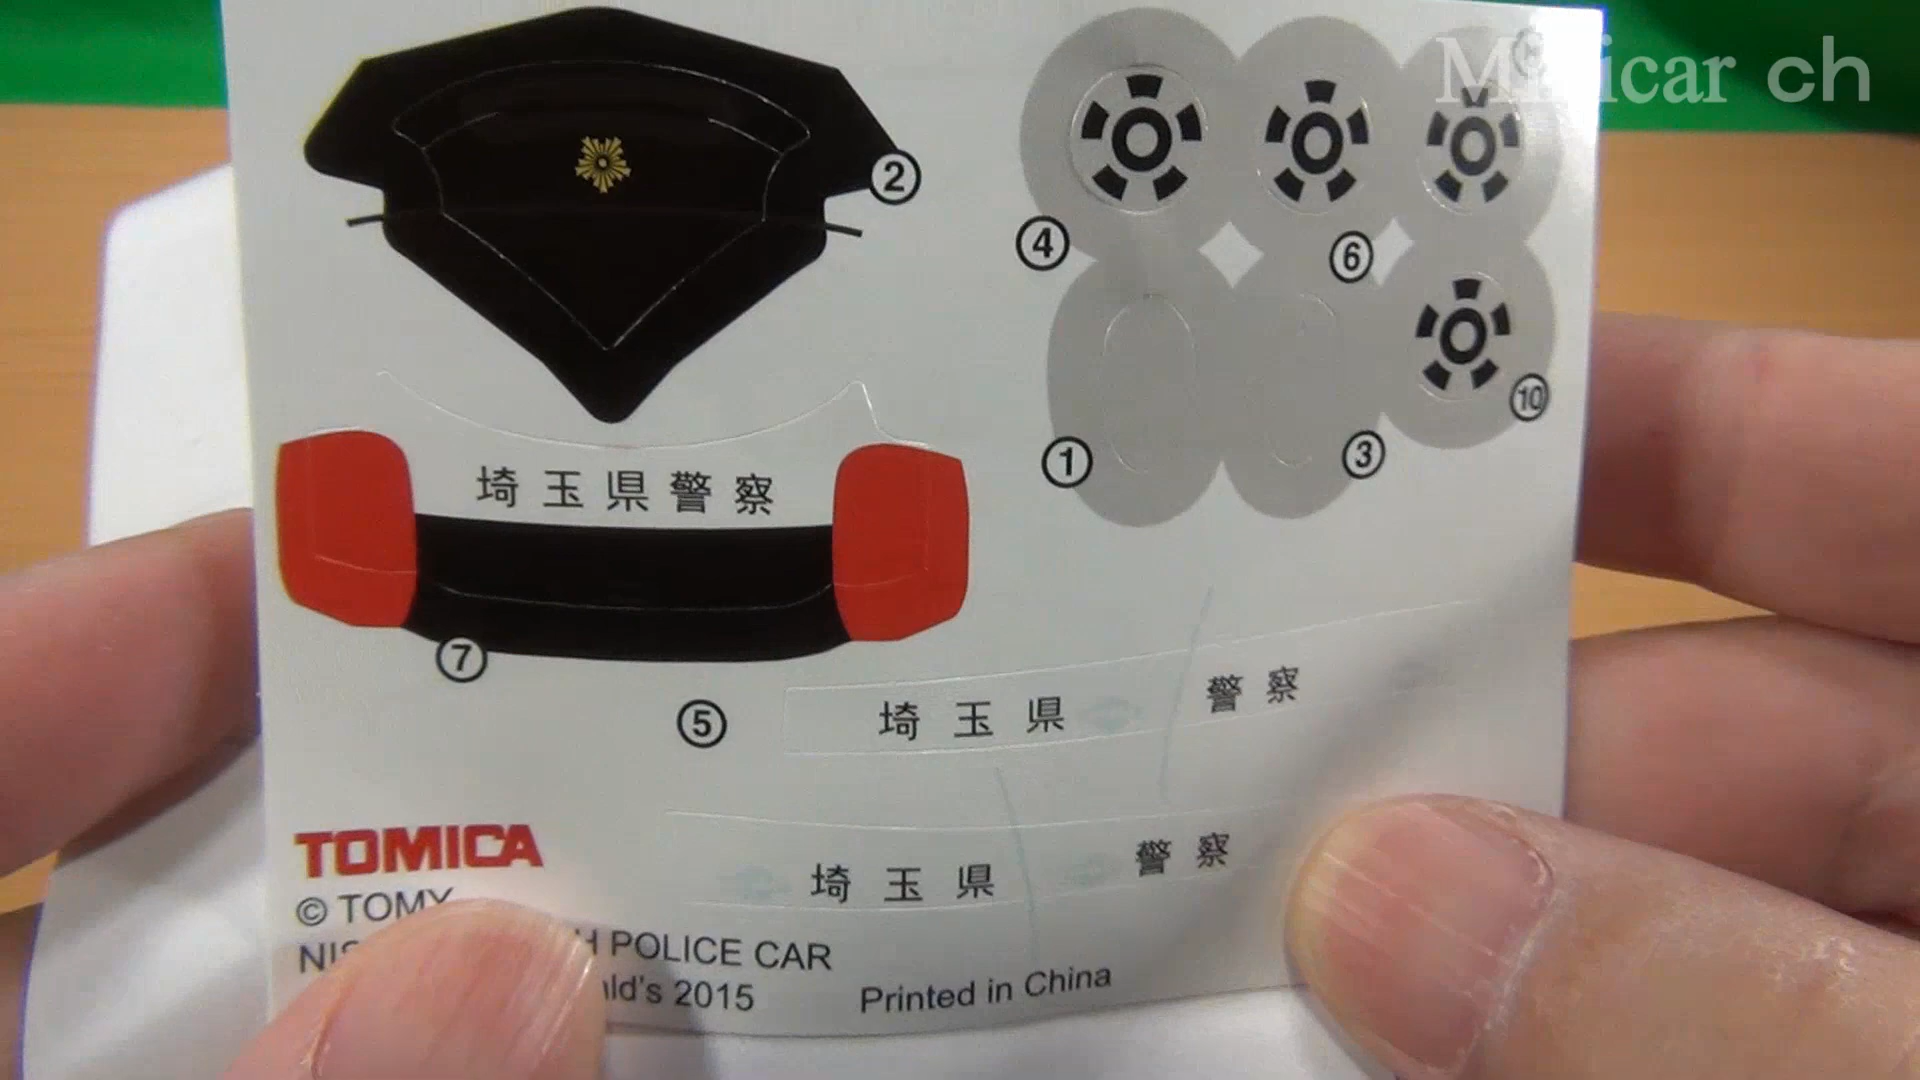 Minicar ch
②
④
⑥
⑩
①
③
埼玉県警察
⑦
⑤
埼玉県 警察
埼玉県 警察
TOMICA
© TOMY
POLICE CAR
2015
Printed in China